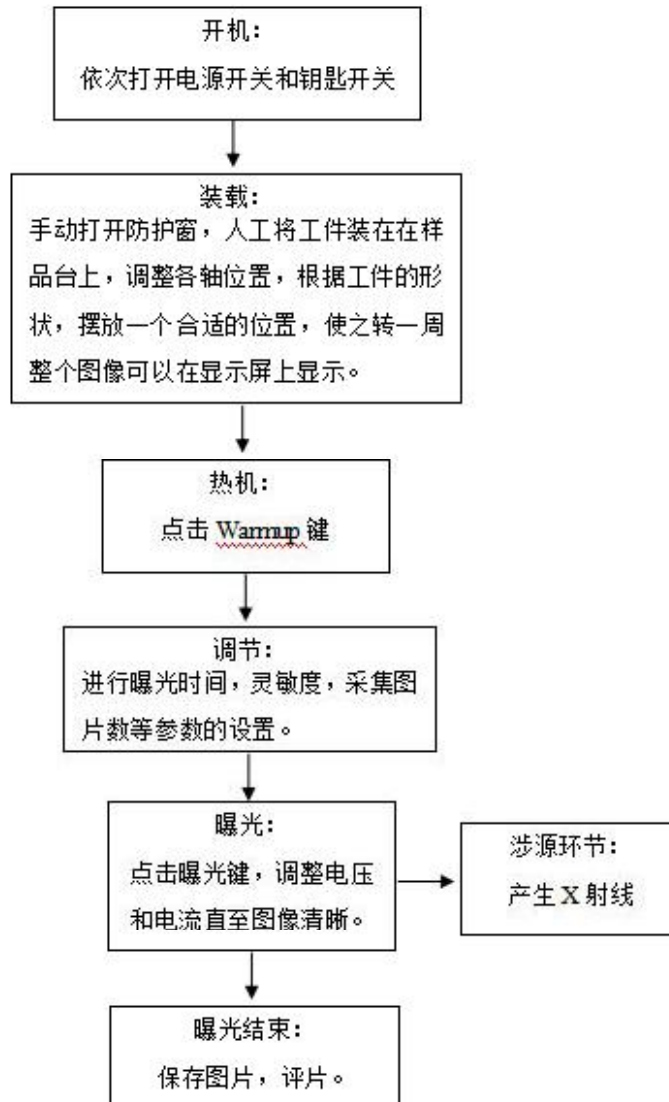 开机：
依次打开电源开关和钥匙开关
装载：
手动打开防护窗，人工将工件装在在样
品台上，调整各轴位置，根据工件的形
状，摆放一个合适的位置，使之转一周
整个图像可以在显示屏上显示。
热机：
点击 Warmup 键
调节：
进行曝光时间，灵敏度，采集图
片数等参数的设置。
曝光：
点击曝光键，调整电压
和电流直至图像清晰。
涉源环节：
产生 X 射线
曝光结束：
保存图片，评片。